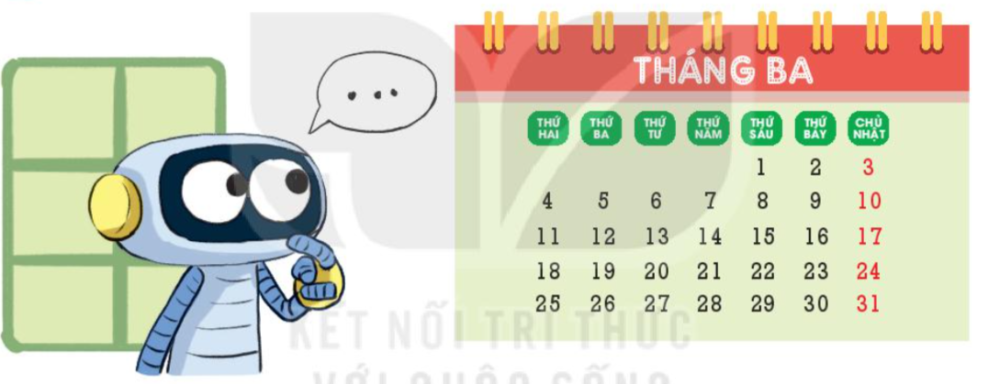 ...
THÁNG BA
THỨ HAI THỨ BA THỨ TƯ THỨ NĂM THỨ SÁU THỨ BẢY CHỦ NHẬT
1 2 3
4 5 6 7 8 9 10
11 12 13 14 15 16 17
18 19 20 21 22 23 24
25 26 27 28 29 30 31
KẾT NỐI TRI THỨC
VỚI CUỘC SỐNG